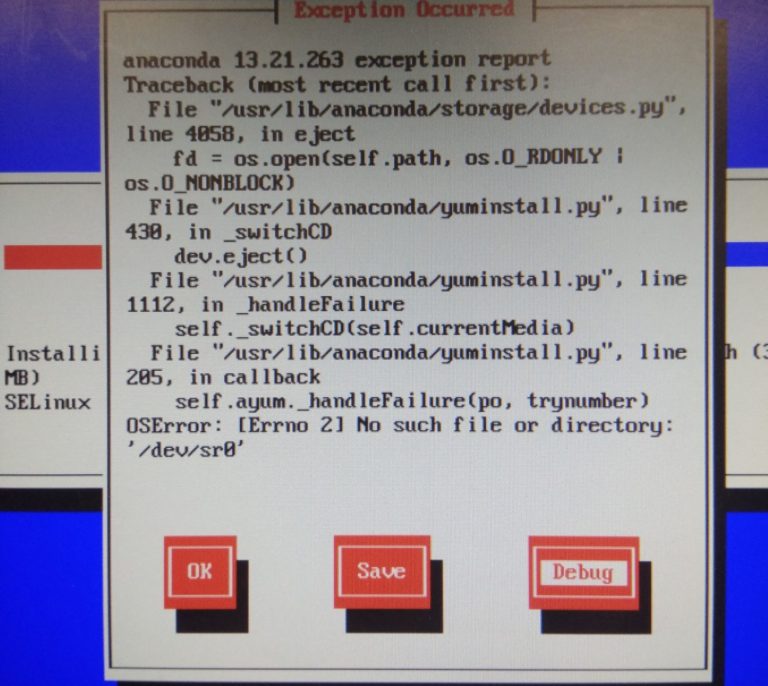 Exception Occurred
anaconda 13.21.263 exception report
Traceback (most recent call first):
File "/usr/lib/anaconda/storage/devices.py",
line 4058, in eject
fd = os.open(self.path, os.O_RDONLY |
os.O_NONBLOCK)
File "/usr/lib/anaconda/yuminstall.py", line
430, in _switchCD
dev.eject()
File "/usr/lib/anaconda/yuminstall.py", line
1112, in _handleFailure
self._switchCD(self.currentMedia)
File "/usr/lib/anaconda/yuminstall.py", line
205, in callback
self.ayum._handleFailure(po, trynumber)
OSError: [Errno 2] No such file or directory:
'/dev/sr0'
Installi
h (3
MB)
SELinux
OK Save Debug